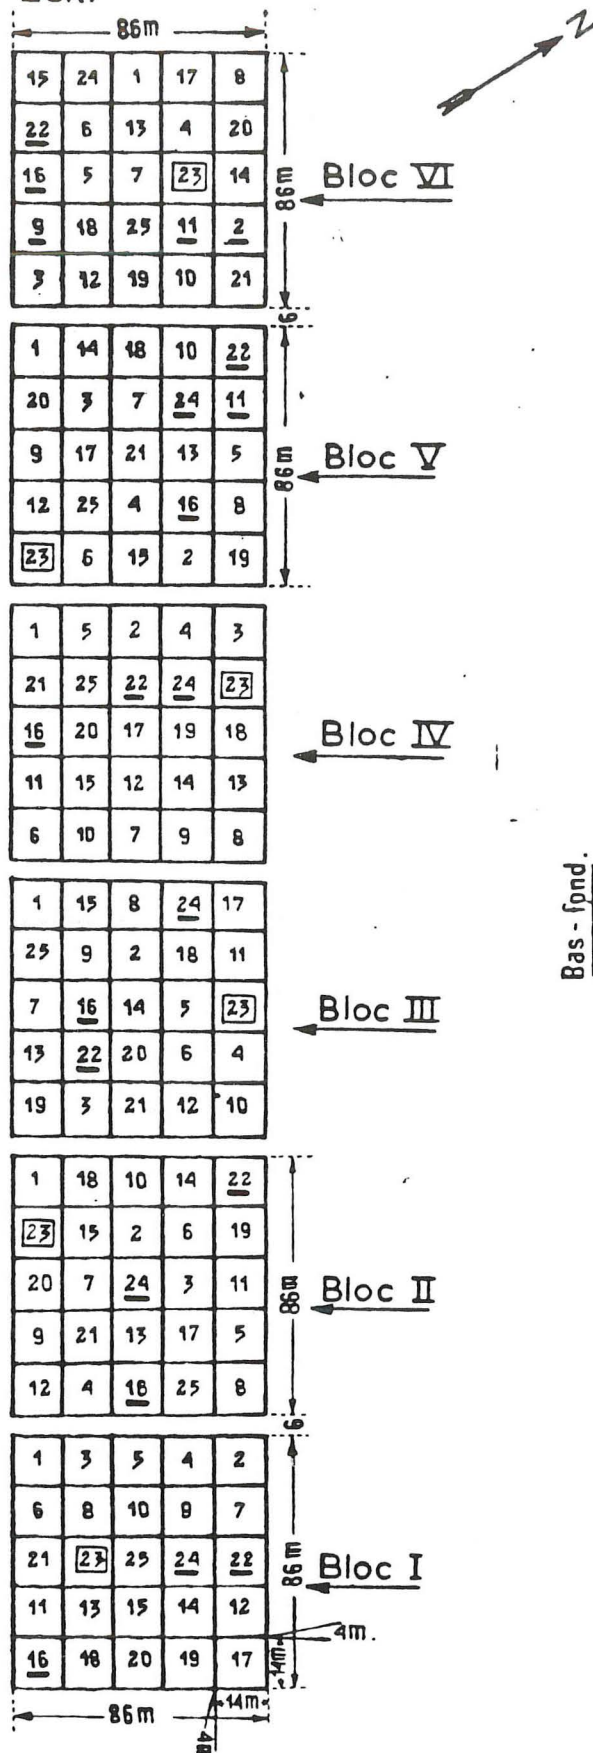 86m
N
15 24 1 17 8
22 6 13 4 20
16 5 7 23 14
9 18 25 11 2
3 12 19 10 21
86m
Bloc VI
6
1 14 18 10 22
20 3 7 24 11
9 17 21 13 5
12 25 4 16 8
23 6 15 2 19
86m
Bloc V
1 5 2 4 3
21 25 22 24 23
16 20 17 19 18
11 15 12 14 13
6 10 7 9 8
Bloc IV
Bas-fond.
1 15 8 24 17
25 9 2 18 11
7 16 14 5 23
13 22 20 6 4
19 3 21 12 10
Bloc III
1 18 10 14 22
23 15 2 6 19
20 7 24 3 11
9 21 13 17 5
12 4 16 25 8
86m
Bloc II
6
1 3 5 4 2
6 8 10 9 7
21 23 25 24 22
11 13 15 14 12
16 18 20 19 17
86m
Bloc I
4m.
14m
14m
86m